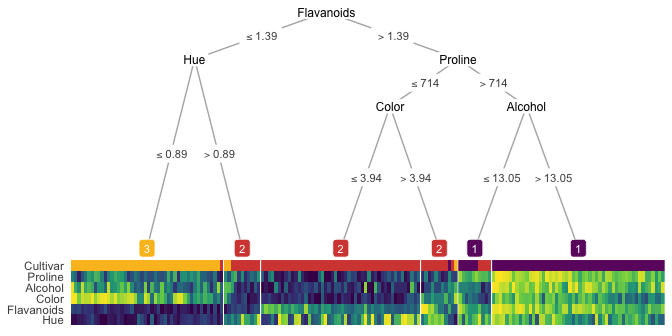 Flavanoids
≤ 1.39 > 1.39
Hue Proline
≤ 714 > 714
Color Alcohol
≤ 0.89 > 0.89 ≤ 3.94 > 3.94 ≤ 13.05 > 13.05
3 2 2 2 1 1
Cultivar
Proline
Alcohol
Color
Flavanoids
Hue